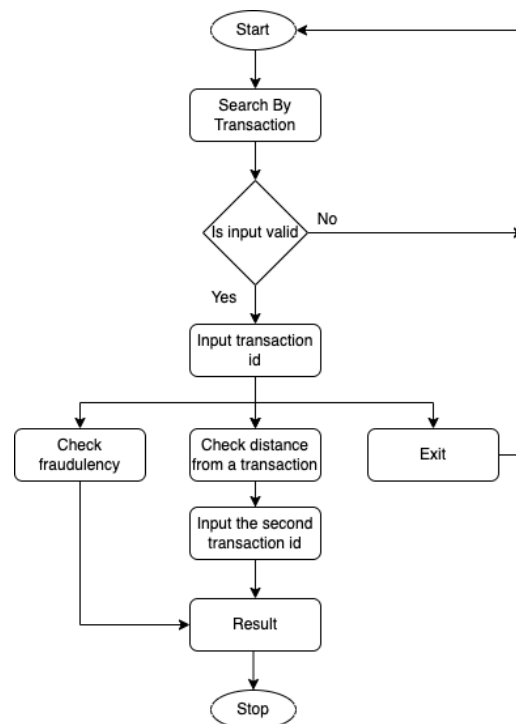 Start
Search By
Transaction
Is input valid
No
Yes
Input transaction
id
Check
fraudulency
Check distance
from a transaction
Exit
Input the second
transaction id
Result
Stop